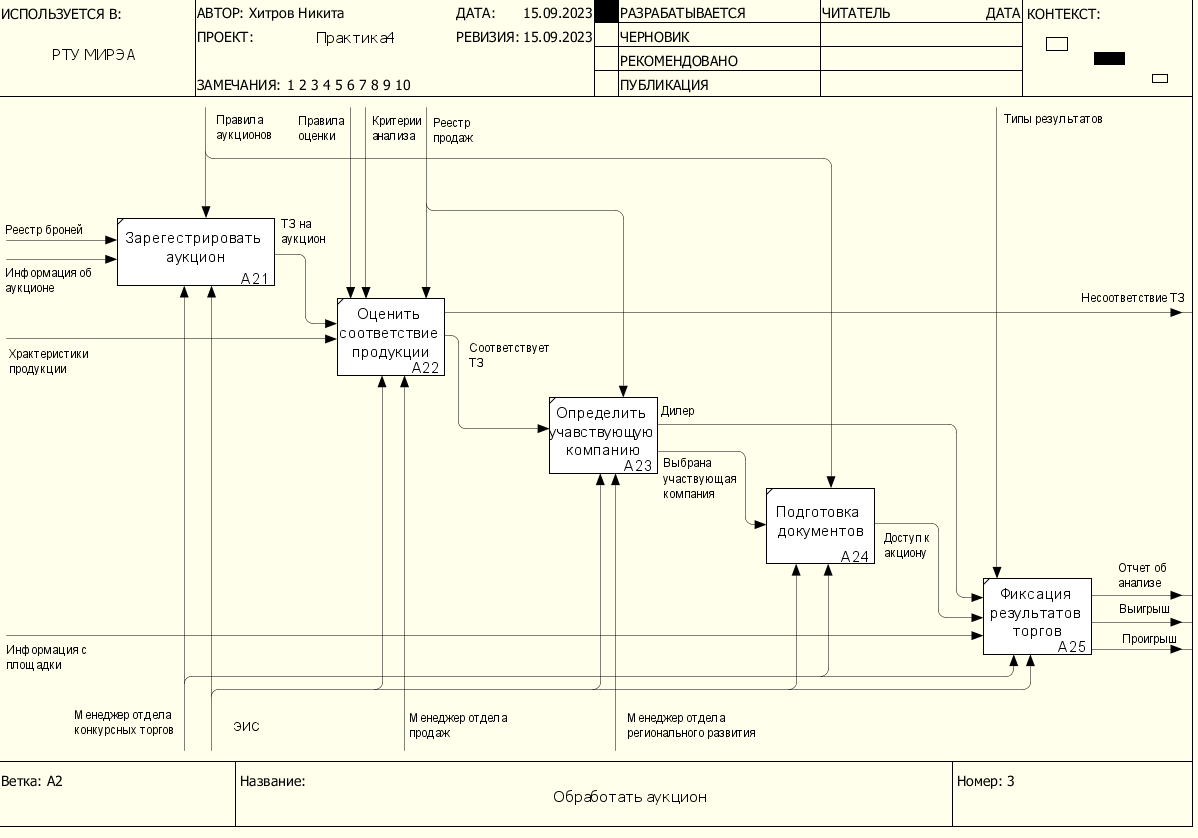 ИСПОЛЬЗУЕТСЯ В:
РТУ МИРЭА
АВТОР: Хитров Никита
ДАТА: 15.09.2023
ПРОЕКТ: Практика4
РЕВИЗИЯ: 15.09.2023
ЗАМЕЧАНИЯ: 1 2 3 4 5 6 7 8 9 10
РАЗРАБАТЫВАЕТСЯ
ЧЕРНОВИК
РЕКОМЕНДОВАНО
ПУБЛИКАЦИЯ
ЧИТАТЕЛЬ
ДАТА
КОНТЕКСТ:
Правила
аукционов
Правила
оценки
Критерии
анализа
Реестр
продаж
Типы результатов
Реестр броней
Информация об
аукционе
Зарегестрировать
аукцион
A21
ТЗ на
аукцион
Несоответствие ТЗ
Храктеристики
продукции
Оценить
соответствие
продукции
A22
Соответствует
ТЗ
Определить
учавствующую
компанию
A23
Дилер
Выбрана
участвующая
компания
Подготовка
документов
A24
Доступ к
акциону
Фиксация
результатов
торгов
A25
Отчет об
анализе
Выигрыш
Проигрыш
Информация с
площадки
Менеджер отдела
конкурсных торгов
ЭИС
Менеджер отдела
продаж
Менеджер отдела
регионального развития
Ветка: A2
Название:
Обработать аукцион
Номер: 3